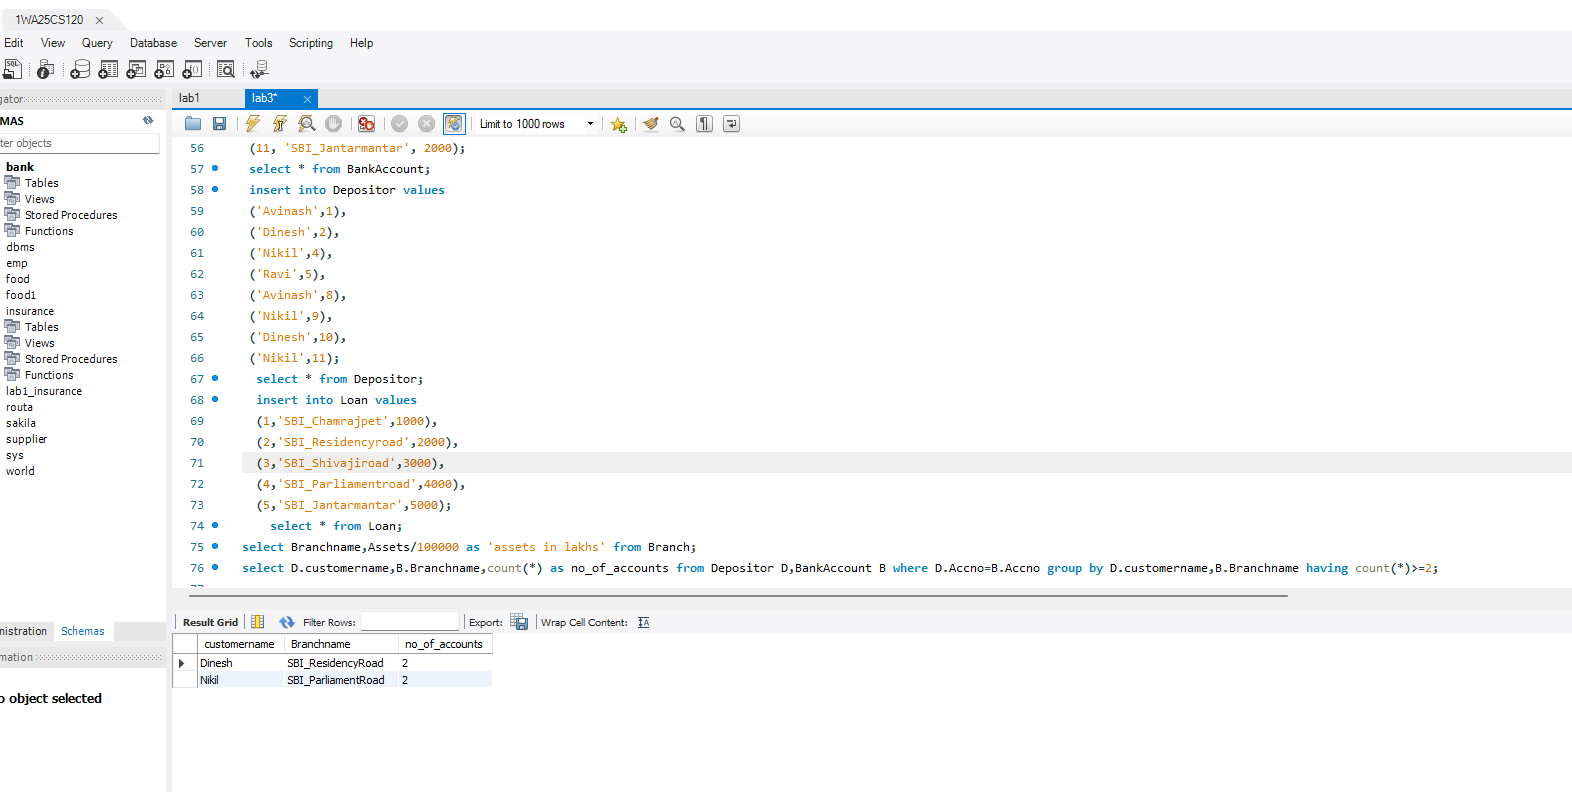 1WA25CS120
Edit View Query Database Server Tools Scripting Help
gator
lab1 lab3*
MAS
ter objects
Limit to 1000 rows
bank
Tables
Views
Stored Procedures
Functions
dbms
emp
food
food1
insurance
Tables
Views
Stored Procedures
Functions
lab1_insurance
routa
sakila
supplier
sys
world
nistration Schemas
mation
o object selected
56 (11, 'SBI_Jantarmantar', 2000);
57 select * from BankAccount;
58 insert into Depositor values
59 ('Avinash',1),
60 ('Dinesh',2),
61 ('Nikil',4),
62 ('Ravi',5),
63 ('Avinash',8),
64 ('Nikil',9),
65 ('Dinesh',10),
66 ('Nikil',11);
67 select * from Depositor;
68 insert into Loan values
69 (1,'SBI_Chamrajpet',1000),
70 (2,'SBI_Residencyroad',2000),
71 (3,'SBI_Shivajiroad',3000),
72 (4,'SBI_Parliamentroad',4000),
73 (5,'SBI_Jantarmantar',5000);
74 select * from Loan;
75 select Branchname,Assets/100000 as 'assets in lakhs' from Branch;
76 select D.customername,B.Branchname,count(*) as no_of_accounts from Depositor D,BankAccount B where D.Accno=B.Accno group by D.customername,B.Branchname having count(*)>=2;
Result Grid Filter Rows: Export: Wrap Cell Content:
customername Branchname no_of_accounts
Dinesh SBI_ResidencyRoad 2
Nikil SBI_ParliamentRoad 2